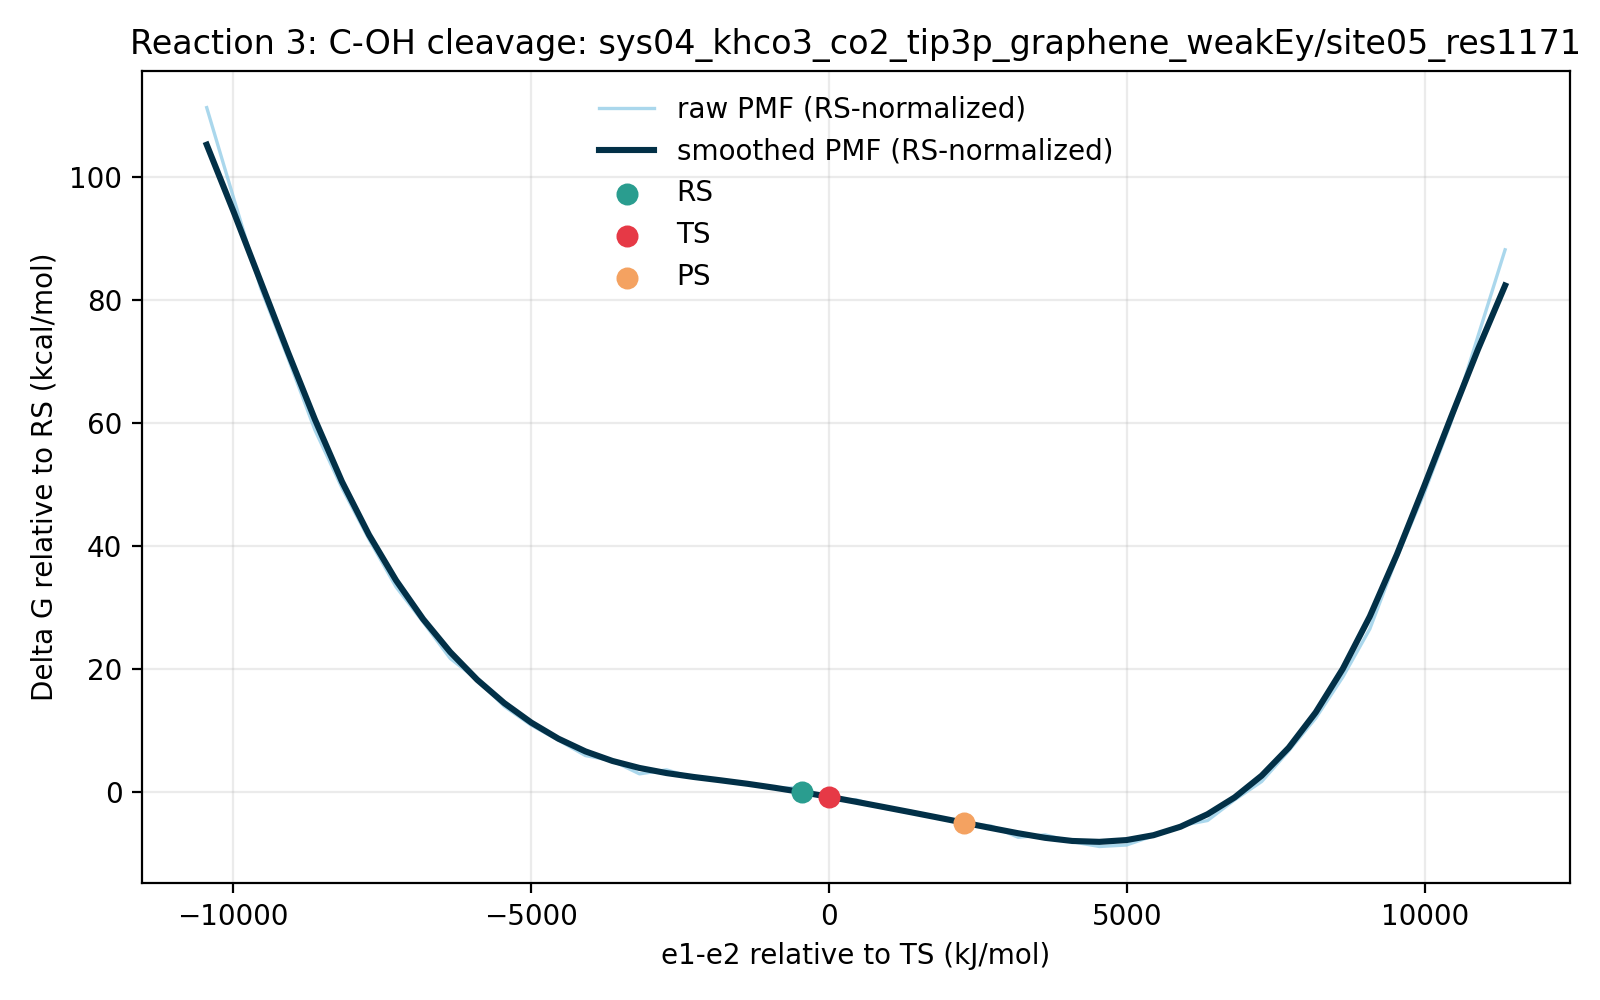 Reaction 3: C-OH cleavage: sys04_khco3_co2_tip3p_graphene_weakEy/site05_res1171
raw PMF (RS-normalized)
smoothed PMF (RS-normalized)
RS
TS
PS
Delta G relative to RS (kcal/mol)
100
80
60
40
20
0
−10000
−5000
0
5000
10000
e1-e2 relative to TS (kJ/mol)